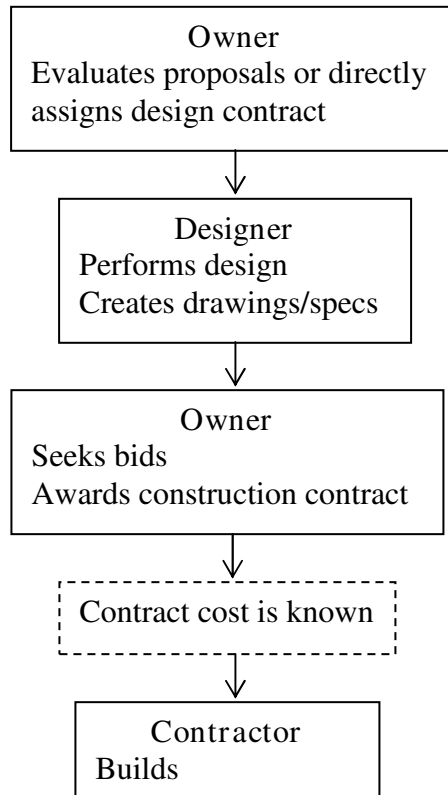 Owner
Evaluates proposals or directly
assigns design contract
Designer
Performs design
Creates drawings/specs
Owner
Seeks bids
Awards construction contract
Contract cost is known
Contractor
Builds